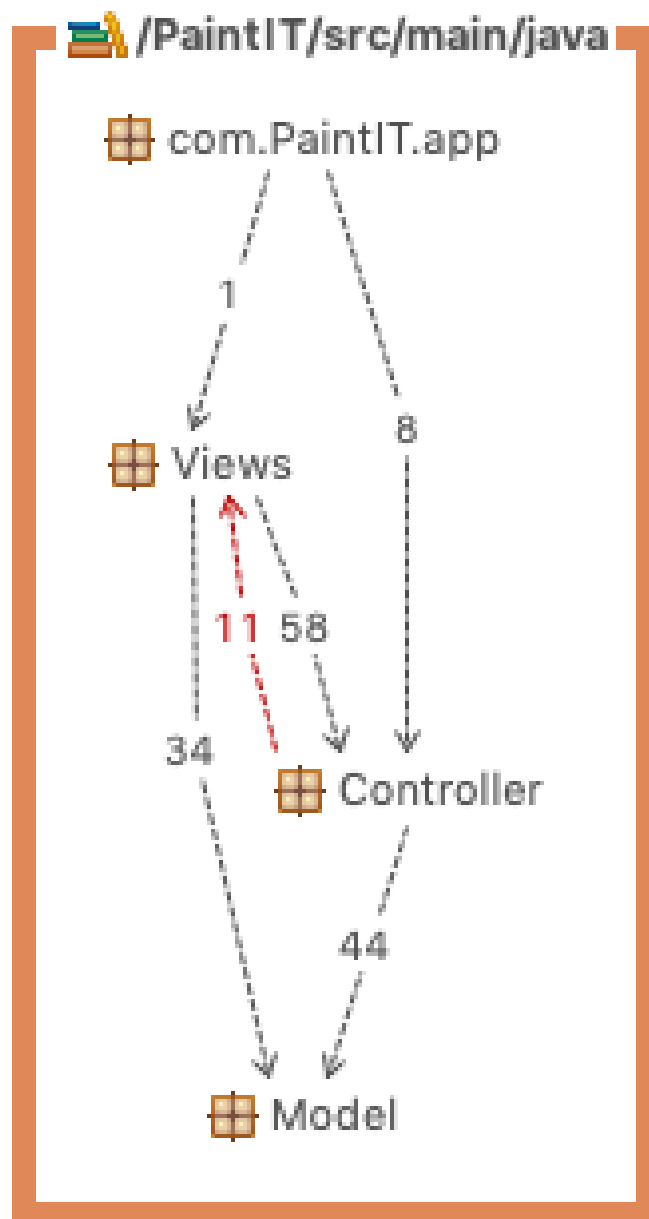 /PaintIT/src/main/java
com.PaintIT.app
1
8
Views
11 58
34
Controller
44
Model